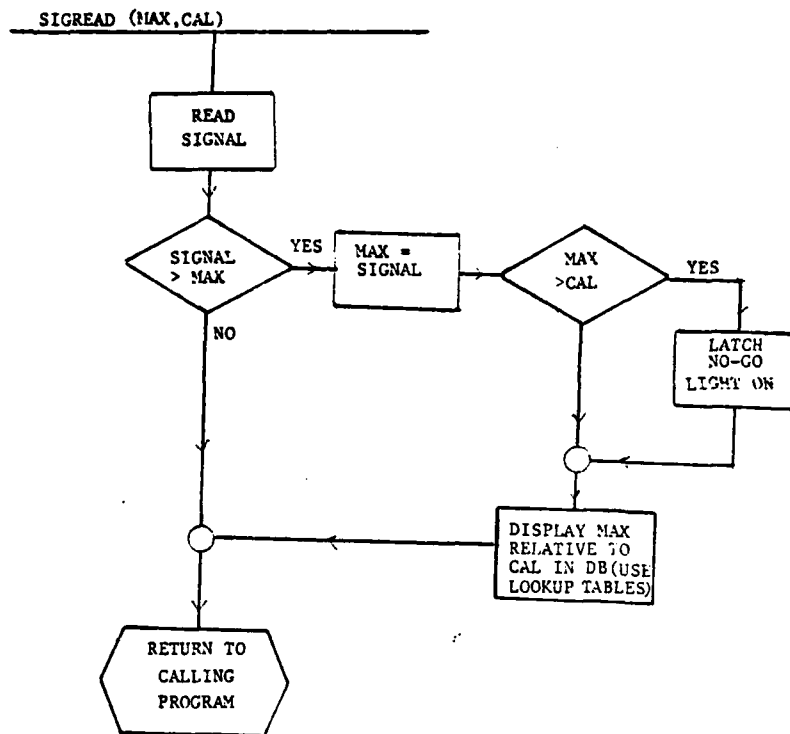 SIGREAD (MAX,CAL)
READ
SIGNAL
SIGNAL
> MAX
YES
MAX =
SIGNAL
MAX
>CAL
YES
NO
LATCH
NO-GO
LIGHT ON
DISPLAY MAX
RELATIVE TO
CAL IN DB(USE
LOOKUP TABLES)
RETURN TO
CALLING
PROGRAM